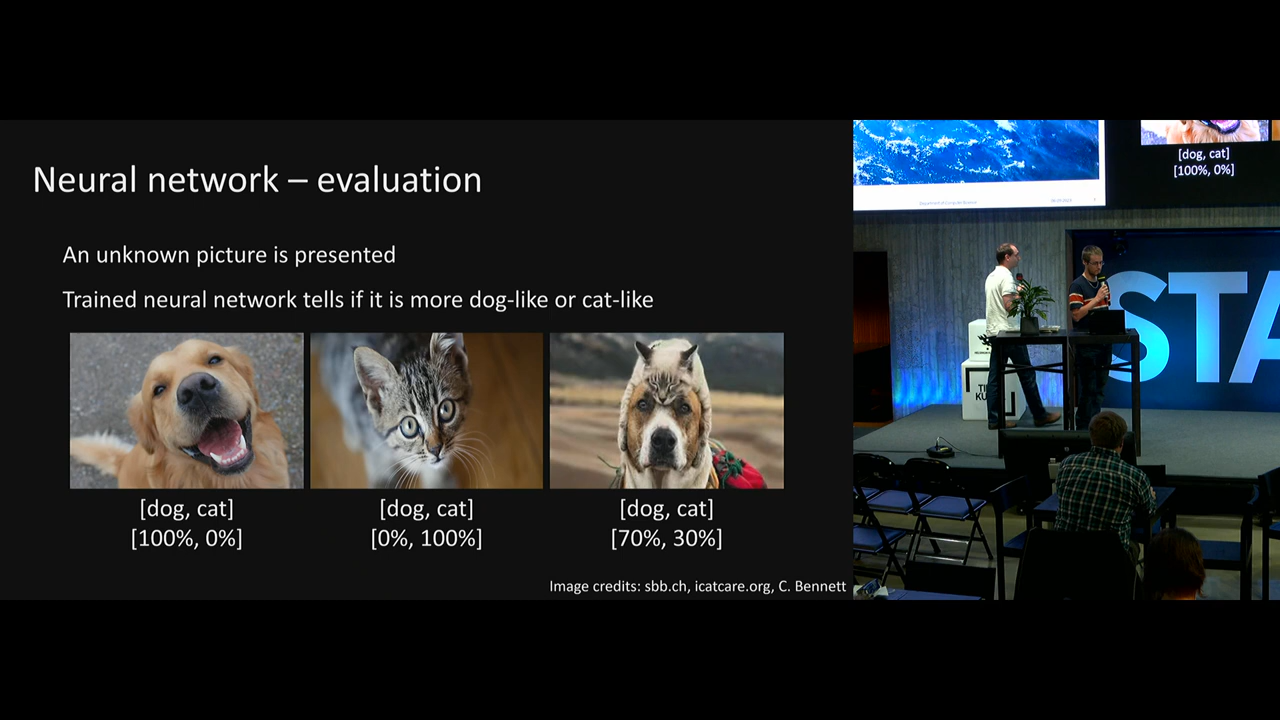 Neural network – evaluation
An unknown picture is presented
Trained neural network tells if it is more dog-like or cat-like
[dog, cat]
[100%, 0%]
[dog, cat]
[0%, 100%]
[dog, cat]
[70%, 30%]
Image credits: sbb.ch, icatcare.org, C. Bennett
[dog, cat]
[100%, 0%]
STA